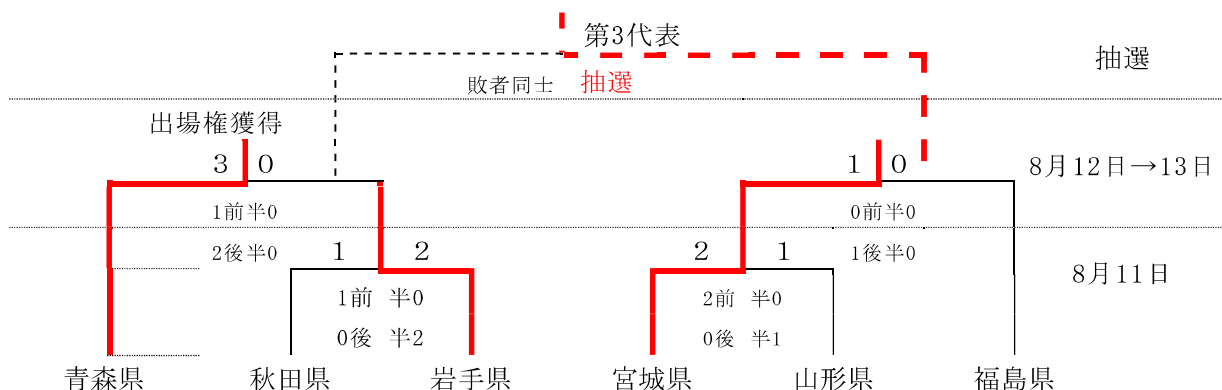 第3代表
抽選
敗者同士 抽選
出場権獲得
3 0
1 0
8月12日→13日
1前半0
0前半0
2後半0
1 2
2 1
1後半0
8月11日
1前 半0
2前 半0
0後 半2
0後 半1
青森県 秋田県 岩手県 宮城県 山形県 福島県